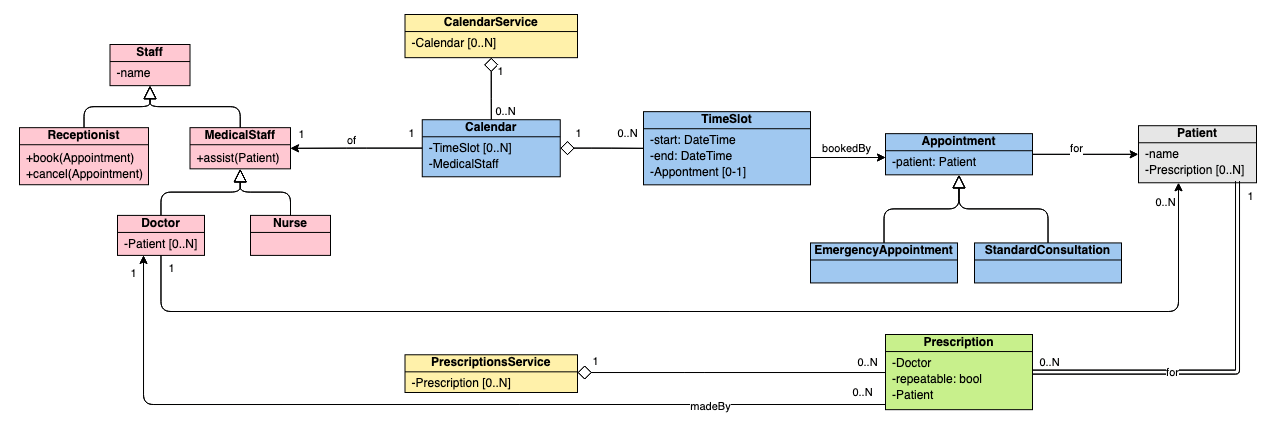 CalendarService
-Calendar [0..N]
1
0..N
Staff
-name
Receptionist
+book(Appointment)
+cancel(Appointment)
MedicalStaff
+assist(Patient)
1
of
1
Calendar
-TimeSlot [0..N]
-MedicalStaff
1
0..N
TimeSlot
-start: DateTime
-end: DateTime
-Appontment [0-1]
bookedBy
Appointment
-patient: Patient
for
Patient
-name
-Prescription [0..N]
0..N
1
Doctor
-Patient [0..N]
Nurse
1
1
EmergencyAppointment
StandardConsultation
PrescriptionsService
-Prescription [0..N]
1
0..N
Prescription
-Doctor
-repeatable: bool
-Patient
0..N
for
0..N
madeBy